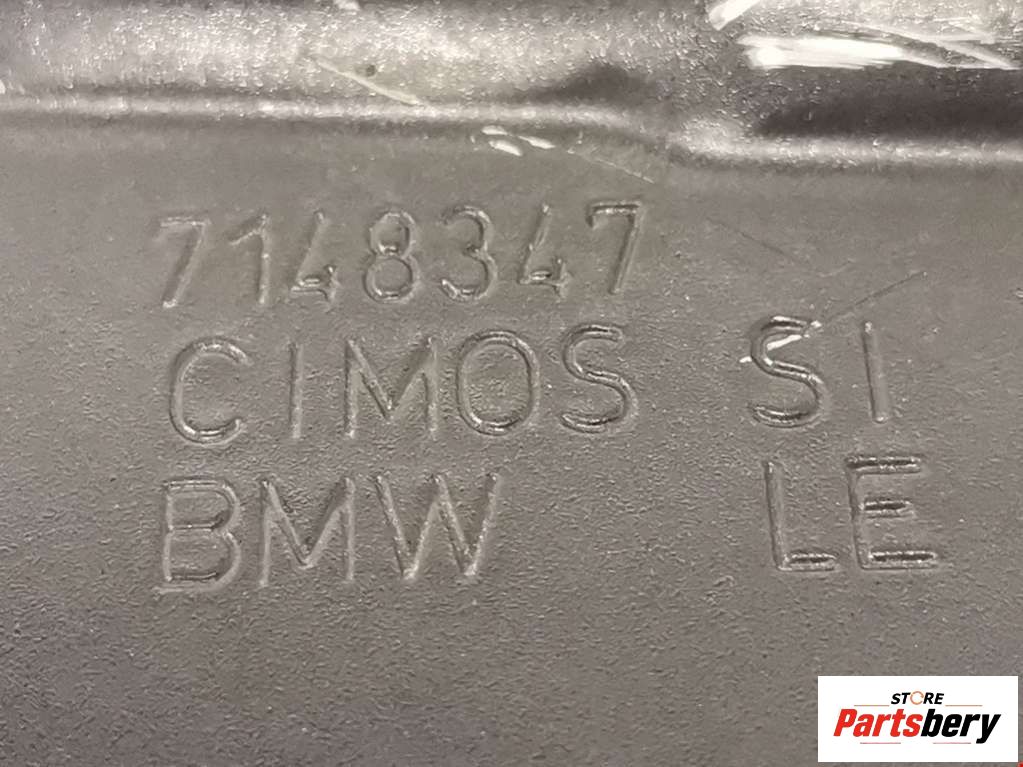 7148347
CIMOS SI
BMW LE
STORE
Partsbery